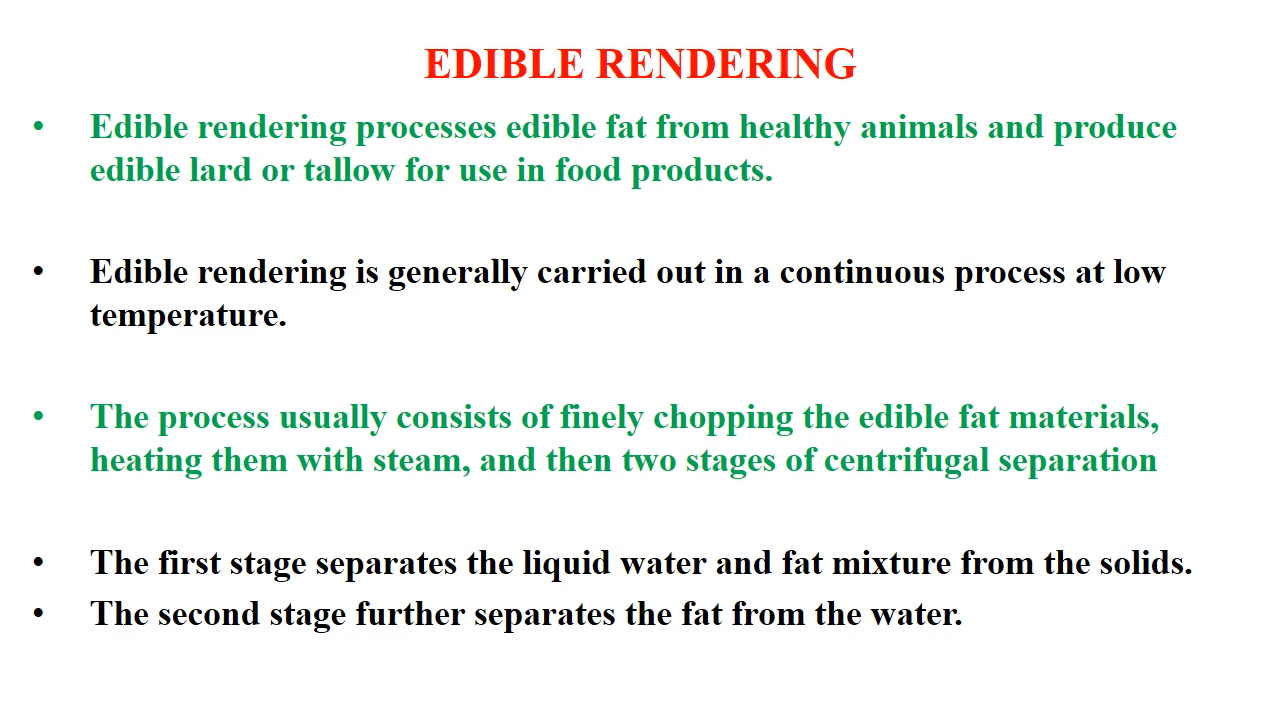 EDIBLE RENDERING
• Edible rendering processes edible fat from healthy animals and produce
edible lard or tallow for use in food products.
• Edible rendering is generally carried out in a continuous process at low
temperature.
• The process usually consists of finely chopping the edible fat materials,
heating them with steam, and then two stages of centrifugal separation
• The first stage separates the liquid water and fat mixture from the solids.
• The second stage further separates the fat from the water.